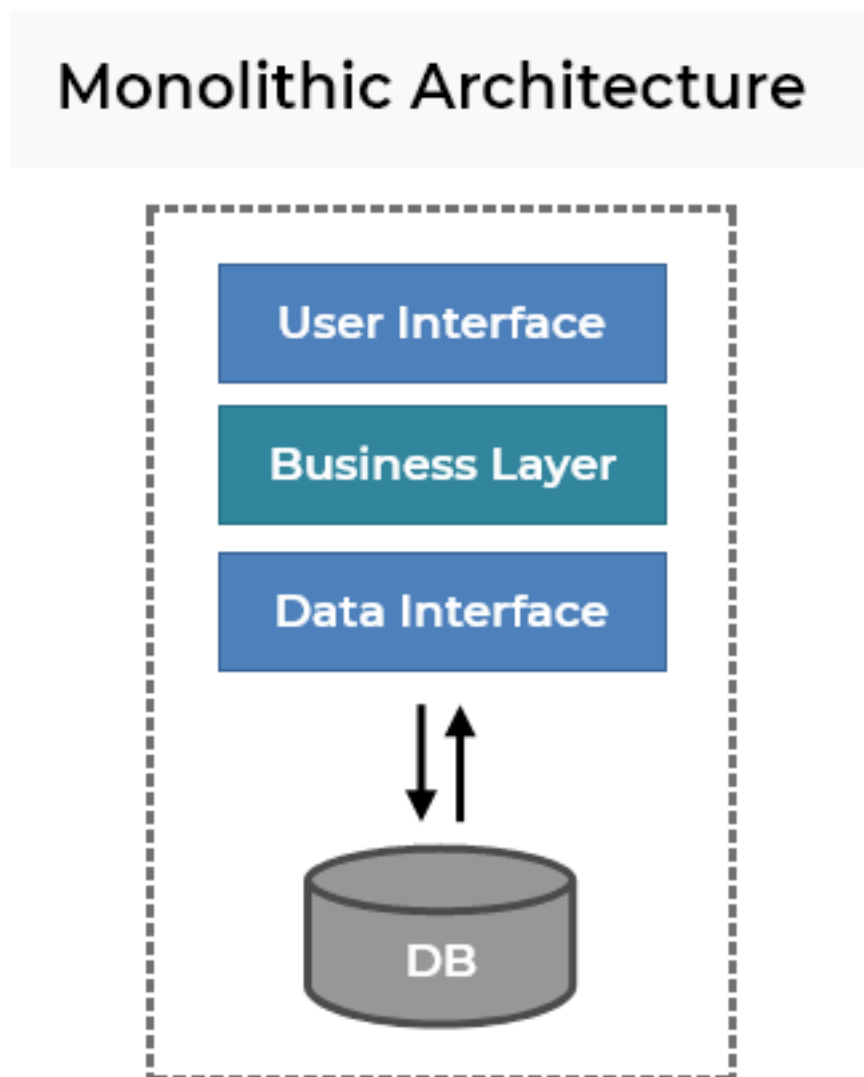 Monolithic Architecture
User Interface
Business Layer
Data Interface
DB